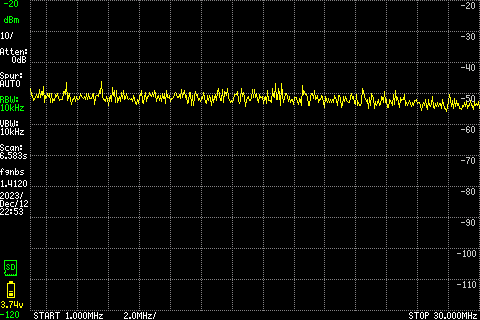 -20
dBm
10/
Atten:
0dB
Spur:
AUTO
RBW:
10kHz
VBW:
10kHz
Scan:
6.583s
fgnbs
1.4120
2023/
Dec/12
22:53
SD
3.74v
-120
-20
-30
-40
-50
-60
-70
-80
-90
-100
-110
START 1.000MHz 2.0MHz/ STOP 30.000MHz